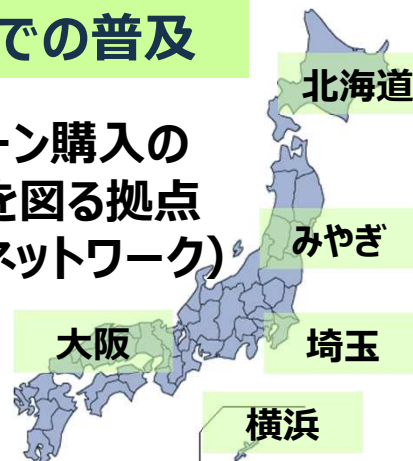 での普及
ーン購入の
を図る拠点
ネットワーク)
北海道
みやぎ
大阪
埼玉
横浜